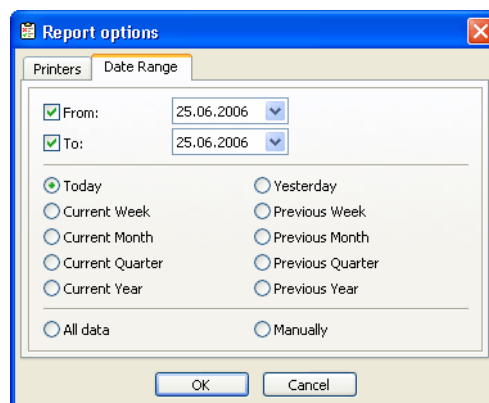 Report options
Printers Date Range
From: 25.06.2006
To: 25.06.2006
Today Yesterday
Current Week Previous Week
Current Month Previous Month
Current Quarter Previous Quarter
Current Year Previous Year
All data Manually
OK Cancel